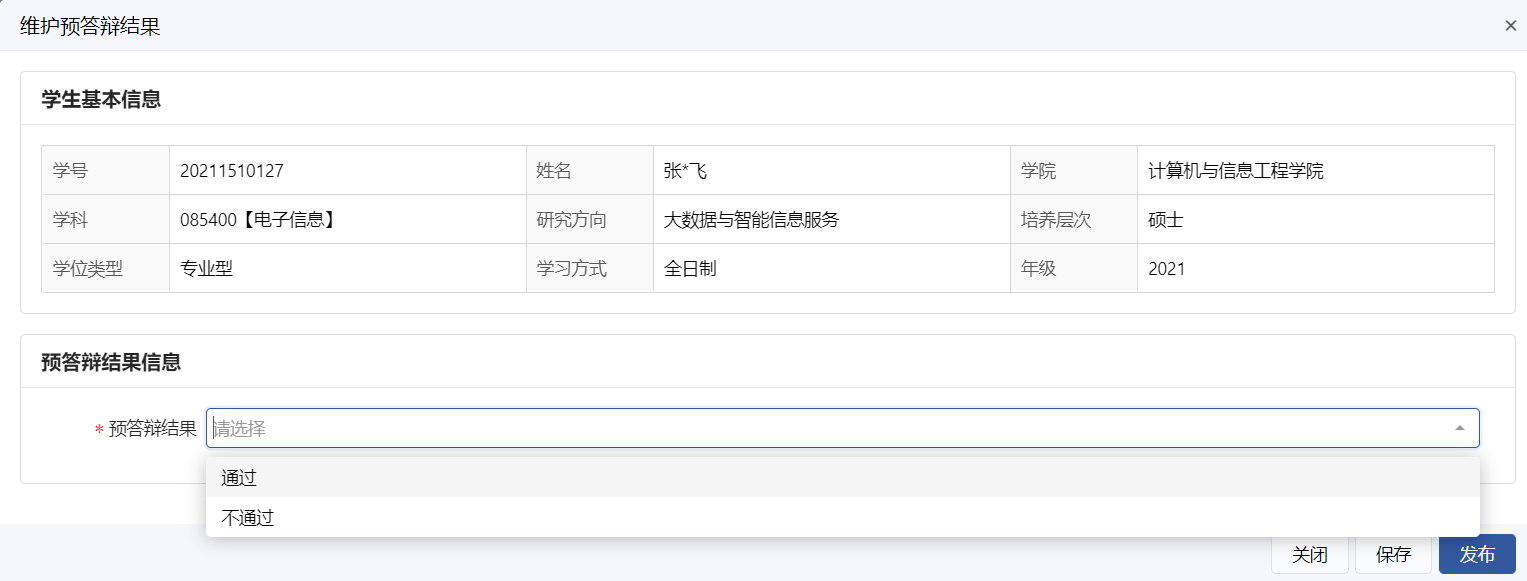 维护预答辩结果 ×
学生基本信息
学号 20211510127 姓名 张*飞 学院 计算机与信息工程学院
学科 085400【电子信息】 研究方向 大数据与智能信息服务 培养层次 硕士
学位类型 专业型 学习方式 全日制 年级 2021
预答辩结果信息
* 预答辩结果 请选择
通过
不通过
关闭 保存 发布